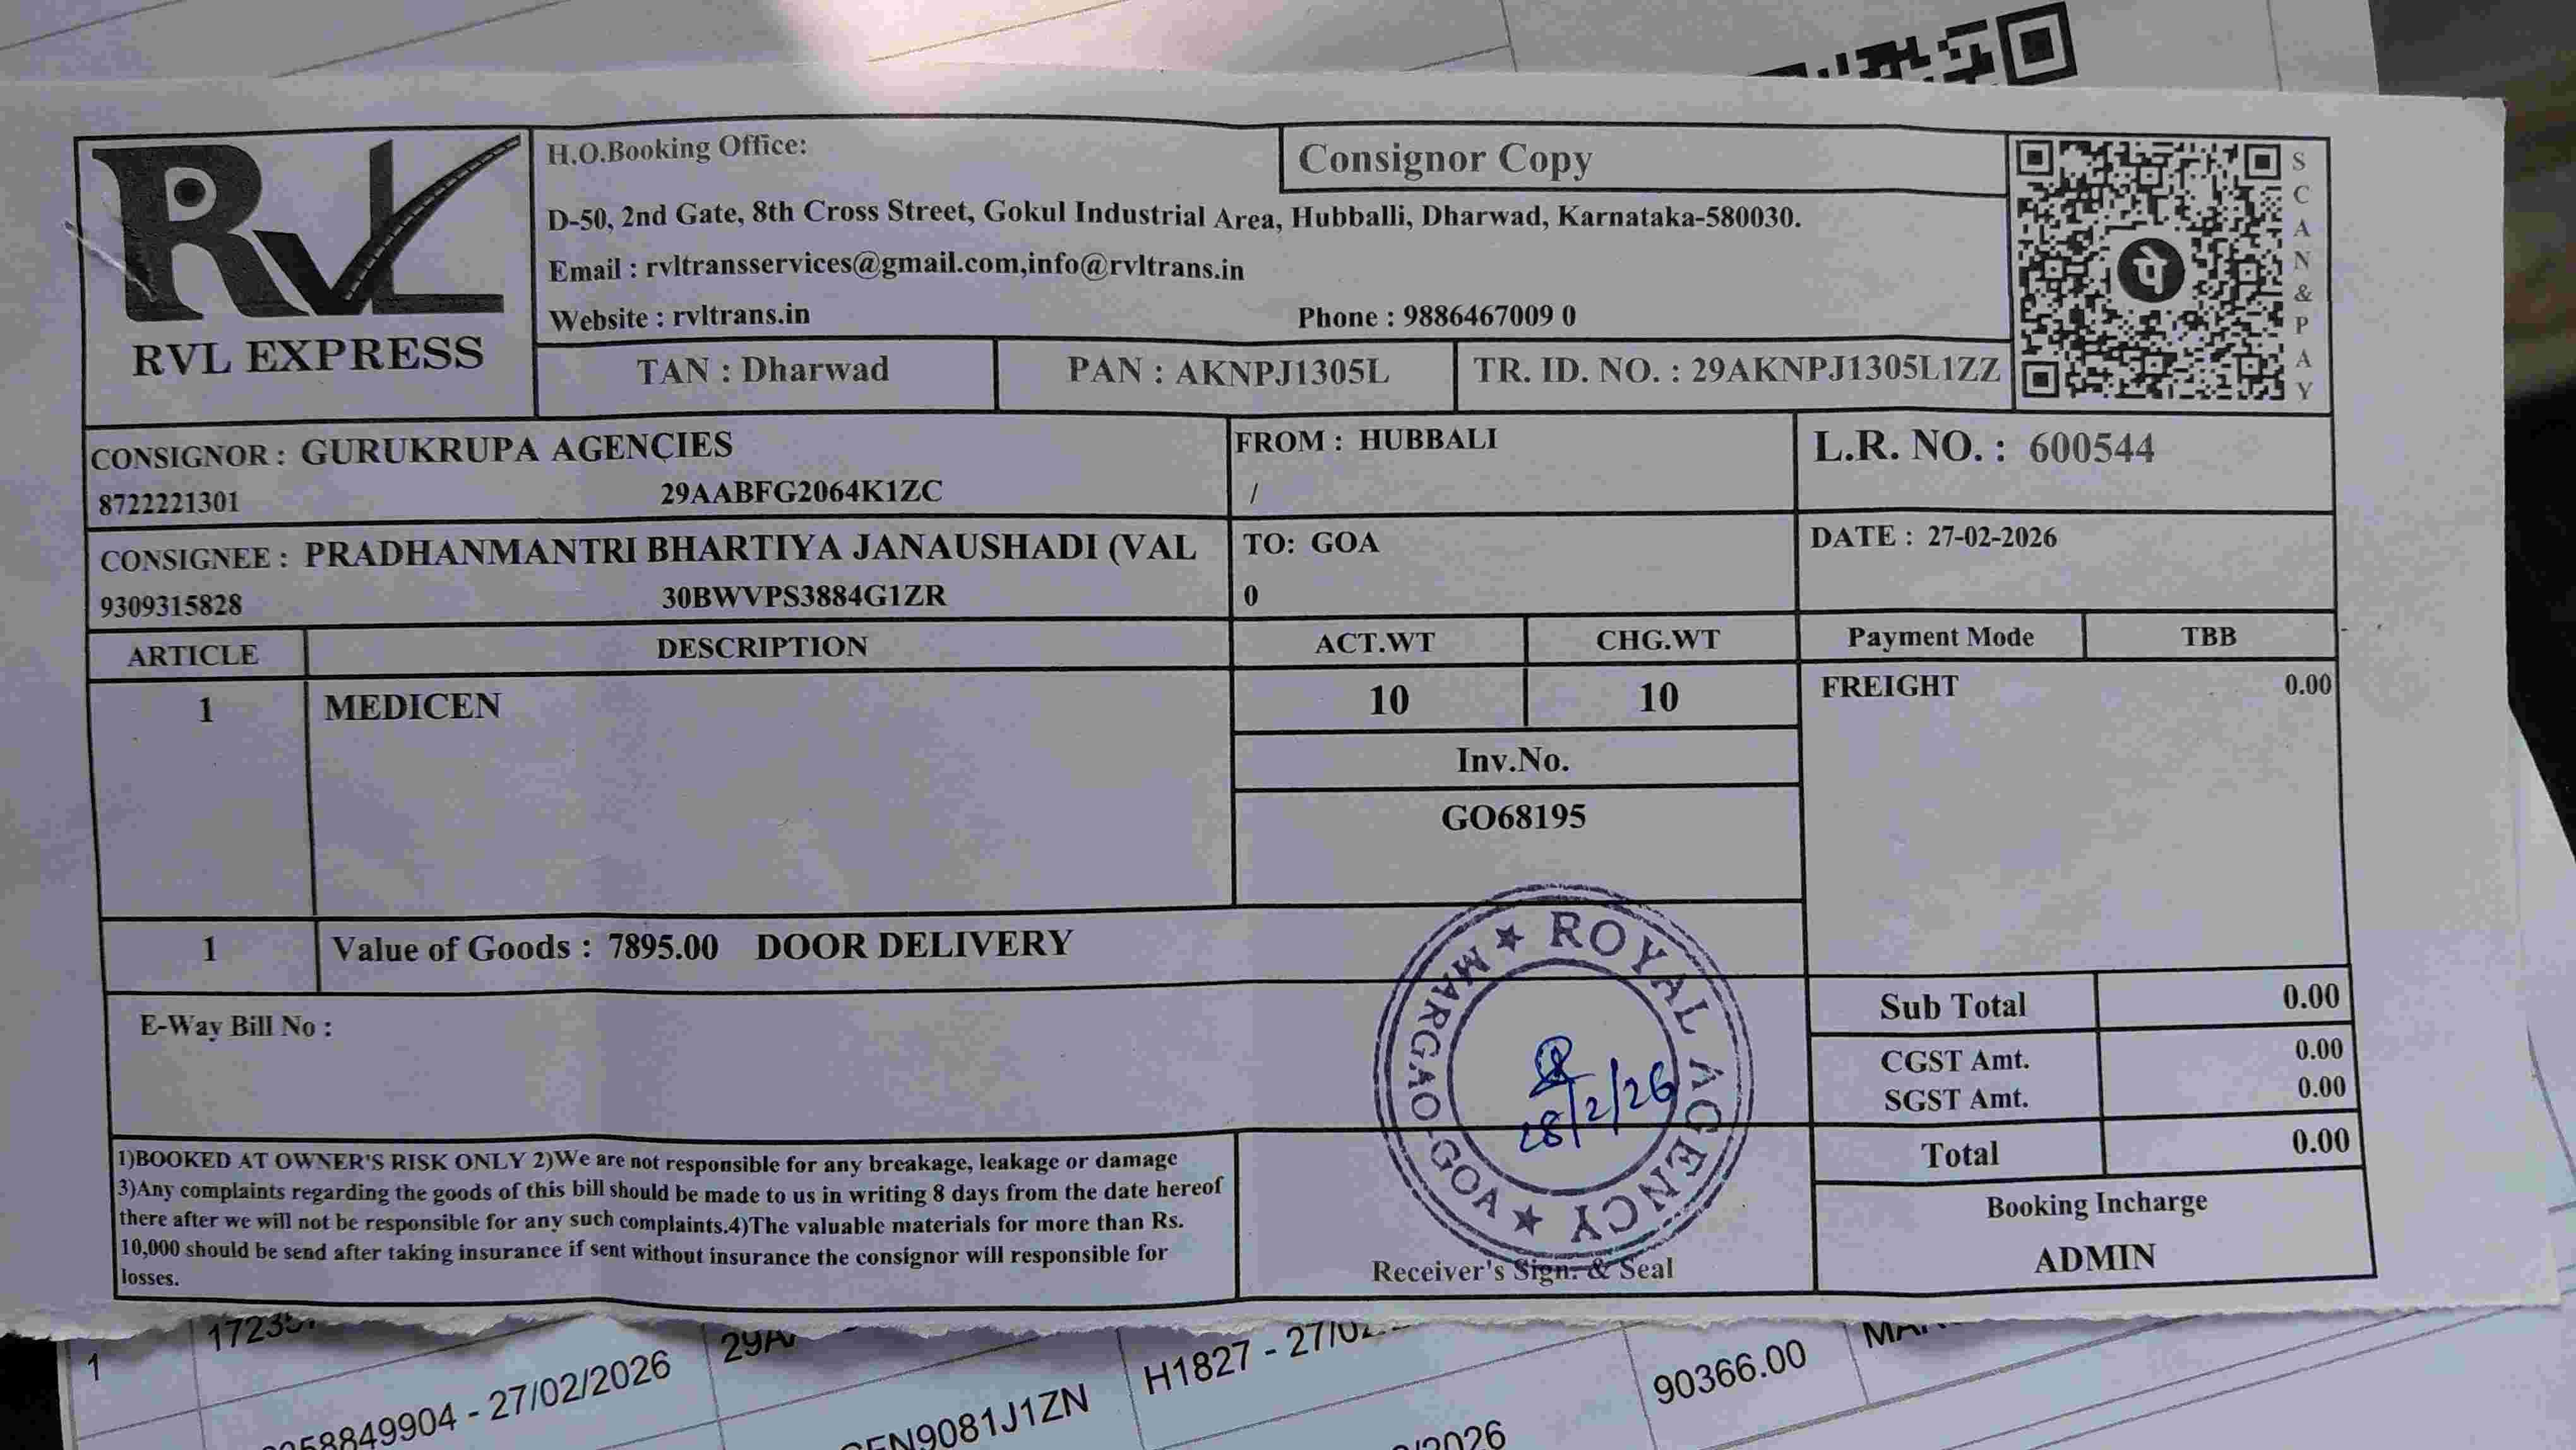 RVL
RVL EXPRESS
H.O.Booking Office:
Consignor Copy
D-50, 2nd Gate, 8th Cross Street, Gokul Industrial Area, Hubballi, Dharwad, Karnataka-580030.
Email : rvltransservices@gmail.com,info@rvltrans.in
Website : rvltrans.in Phone : 9886467009 0
TAN : Dharwad PAN : AKNPJ1305L TR. ID. NO. : 29AKNPJ1305L1ZZ
पे
SCAN&PAY
CONSIGNOR : GURUKRUPA AGENCIES
8722221301 29AABFG2064K1ZC
FROM : HUBBALI
/
L.R. NO. : 600544
CONSIGNEE : PRADHANMANTRI BHARTIYA JANAUSHADI (VAL
9309315828 30BWVPS3884G1ZR
TO: GOA
0
DATE : 27-02-2026
ARTICLE DESCRIPTION ACT.WT CHG.WT Payment Mode TBB
1 MEDICEN 10 10 FREIGHT 0.00
Inv.No.
GO68195
1 Value of Goods : 7895.00 DOOR DELIVERY
E-Way Bill No :
Sub Total 0.00
CGST Amt. 0.00
SGST Amt. 0.00
Total 0.00
★ ROYAL AGENCY ★ MARGAO-GOA
28/2/26
1)BOOKED AT OWNER'S RISK ONLY 2)We are not responsible for any breakage, leakage or damage
3)Any complaints regarding the goods of this bill should be made to us in writing 8 days from the date hereof
there after we will not be responsible for any such complaints.4)The valuable materials for more than Rs.
10,000 should be send after taking insurance if sent without insurance the consignor will responsible for
losses.
Receiver's Sign. & Seal
Booking Incharge
ADMIN
1
H1827 - 27/02
90366.00
58849904 - 27/02/2026
N9081J1ZN
/2026